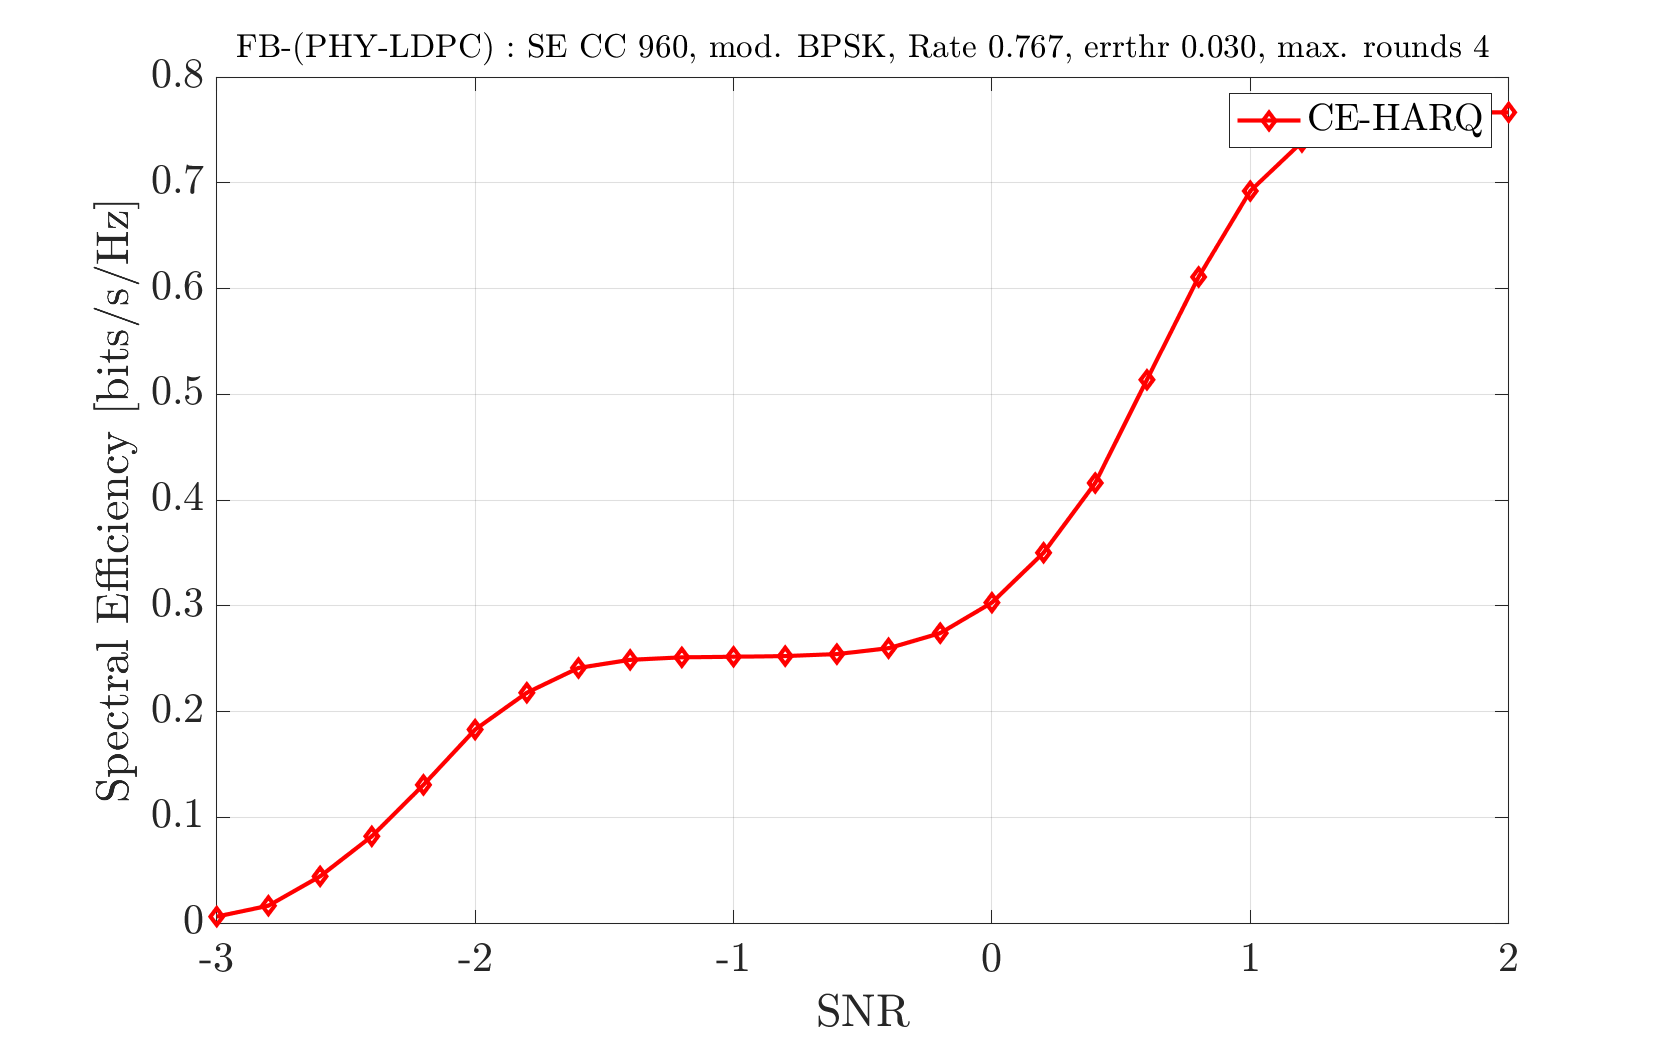 FB-(PHY-LDPC) : SE CC 960, mod. BPSK, Rate 0.767, errthr 0.030, max. rounds 4
CE-HARQ
Spectral Efficiency [bits/s/Hz]
0.8
0.7
0.6
0.5
0.4
0.3
0.2
0.1
0
-3 -2 -1 0 1 2
SNR